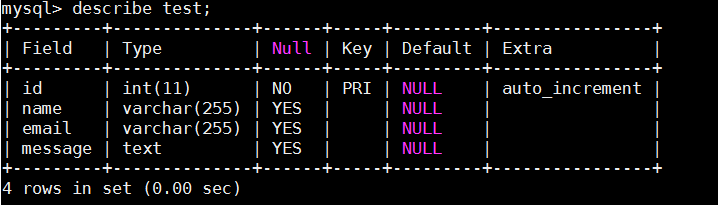 mysql> describe test;
+---------+--------------+------+-----+---------+----------------+
| Field   | Type         | Null | Key | Default | Extra          |
+---------+--------------+------+-----+---------+----------------+
| id      | int(11)      | NO   | PRI | NULL    | auto_increment |
| name    | varchar(255) | YES  |     | NULL    |                |
| email   | varchar(255) | YES  |     | NULL    |                |
| message | text         | YES  |     | NULL    |                |
+---------+--------------+------+-----+---------+----------------+
4 rows in set (0.00 sec)